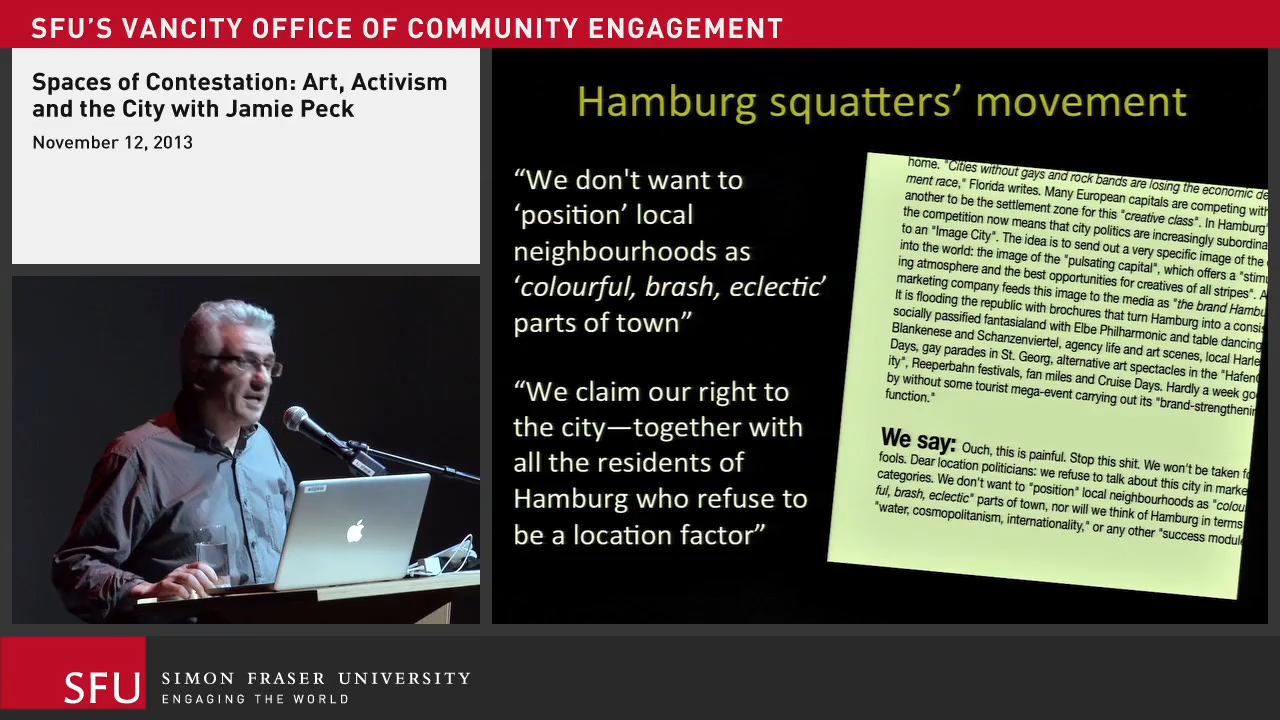 SFU'S VANCITY OFFICE OF COMMUNITY ENGAGEMENT
Spaces of Contestation: Art, Activism
and the City with Jamie Peck
November 12, 2013
Hamburg squatters’ movement
“We don't want to
‘position’ local
neighbourhoods as
‘colourful, brash, eclectic’
parts of town”
“We claim our right to
the city—together with
all the residents of
Hamburg who refuse to
be a location factor”
home. "Cities without gays and rock bands are losing the economic de
ment race," Florida writes. Many European capitals are competing with
another to be the settlement zone for this "creative class". In Hamburg'
the competition now means that city politics are increasingly subordina
to an "Image City". The idea is to send out a very specific image of the
into the world: the image of the "pulsating capital", which offers a "stim
ing atmosphere and the best opportunities for creatives of all stripes". A
marketing company feeds this image to the media as "the brand Hambu
It is flooding the republic with brochures that turn Hamburg into a consis
socially passified fantasialand with Elbe Philharmonic and table dancing
Blankenese and Schanzenviertel, agency life and art scenes, local Harle
Days, gay parades in St. Georg, alternative art spectacles in the "Hafen
ity", Reeperbahn festivals, fan miles and Cruise Days. Hardly a week go
by without some tourist mega-event carrying out its "brand-strengthenin
function."
We say: Ouch, this is painful. Stop this shit. We won't be taken fo
fools. Dear location politicians: we refuse to talk about this city in marke
categories. We don't want to "position" local neighbourhoods as "colou
ful, brash, eclectic" parts of town, nor will we think of Hamburg in terms
"water, cosmopolitanism, internationality," or any other "success modul
SFU SIMON FRASER UNIVERSITY
ENGAGING THE WORLD